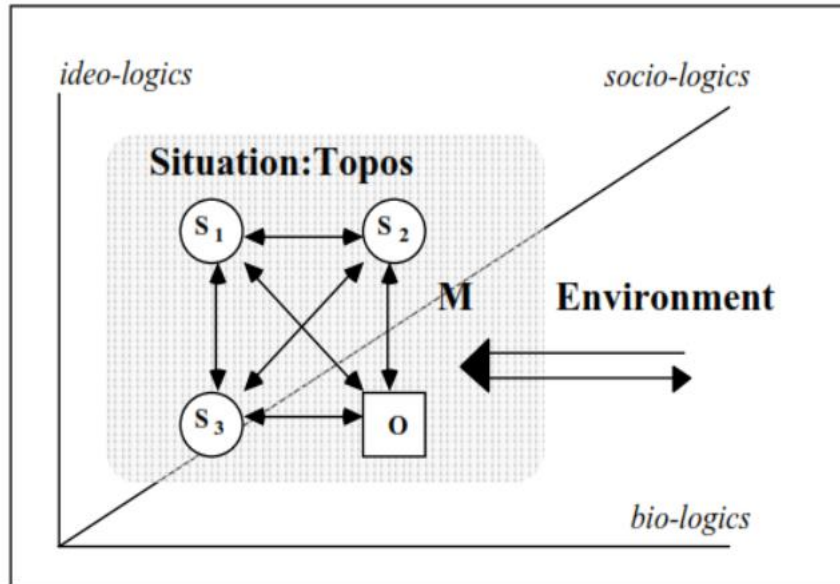 ideo-logics
socio-logics
Situation:Topos
S 1
S 2
M
Environment
S 3
O
bio-logics